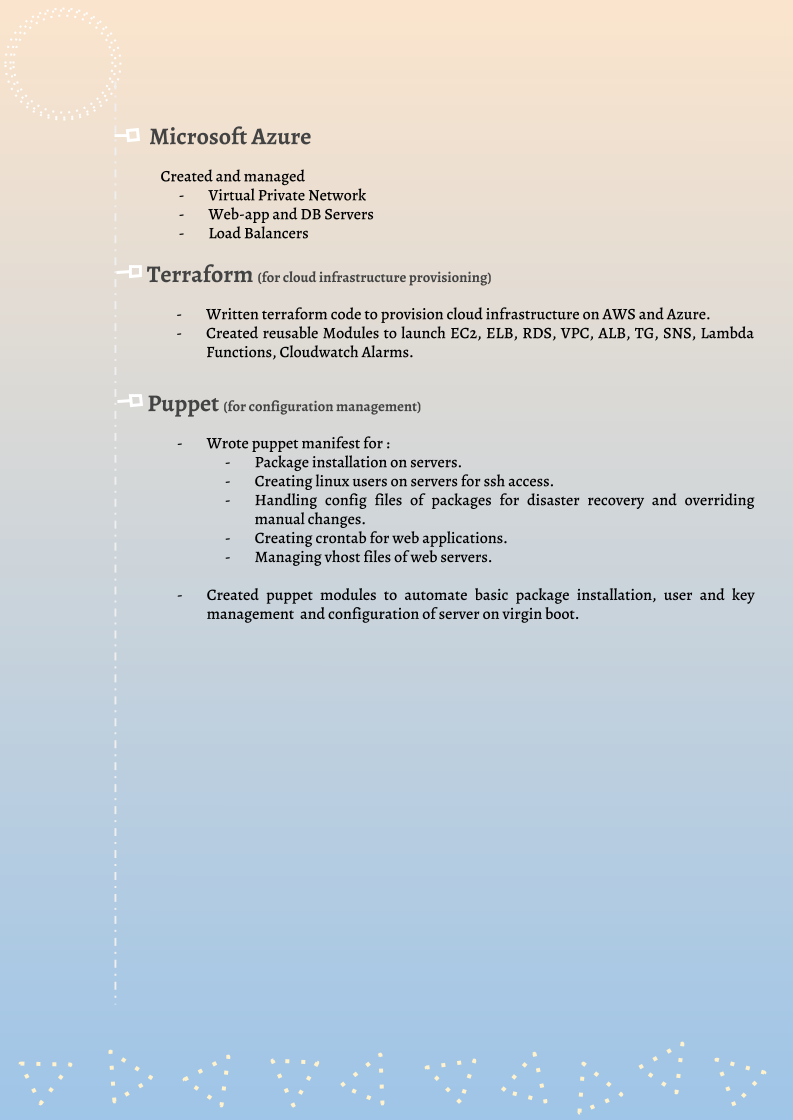 Microsoft Azure
Created and managed
- Virtual Private Network
- Web-app and DB Servers
- Load Balancers
Terraform (for cloud infrastructure provisioning)
- Written terraform code to provision cloud infrastructure on AWS and Azure.
- Created reusable Modules to launch EC2, ELB, RDS, VPC, ALB, TG, SNS, Lambda
Functions, Cloudwatch Alarms.
Puppet (for configuration management)
- Wrote puppet manifest for :
- Package installation on servers.
- Creating linux users on servers for ssh access.
- Handling config files of packages for disaster recovery and overriding
manual changes.
- Creating crontab for web applications.
- Managing vhost files of web servers.
- Created puppet modules to automate basic package installation, user and key
management and configuration of server on virgin boot.